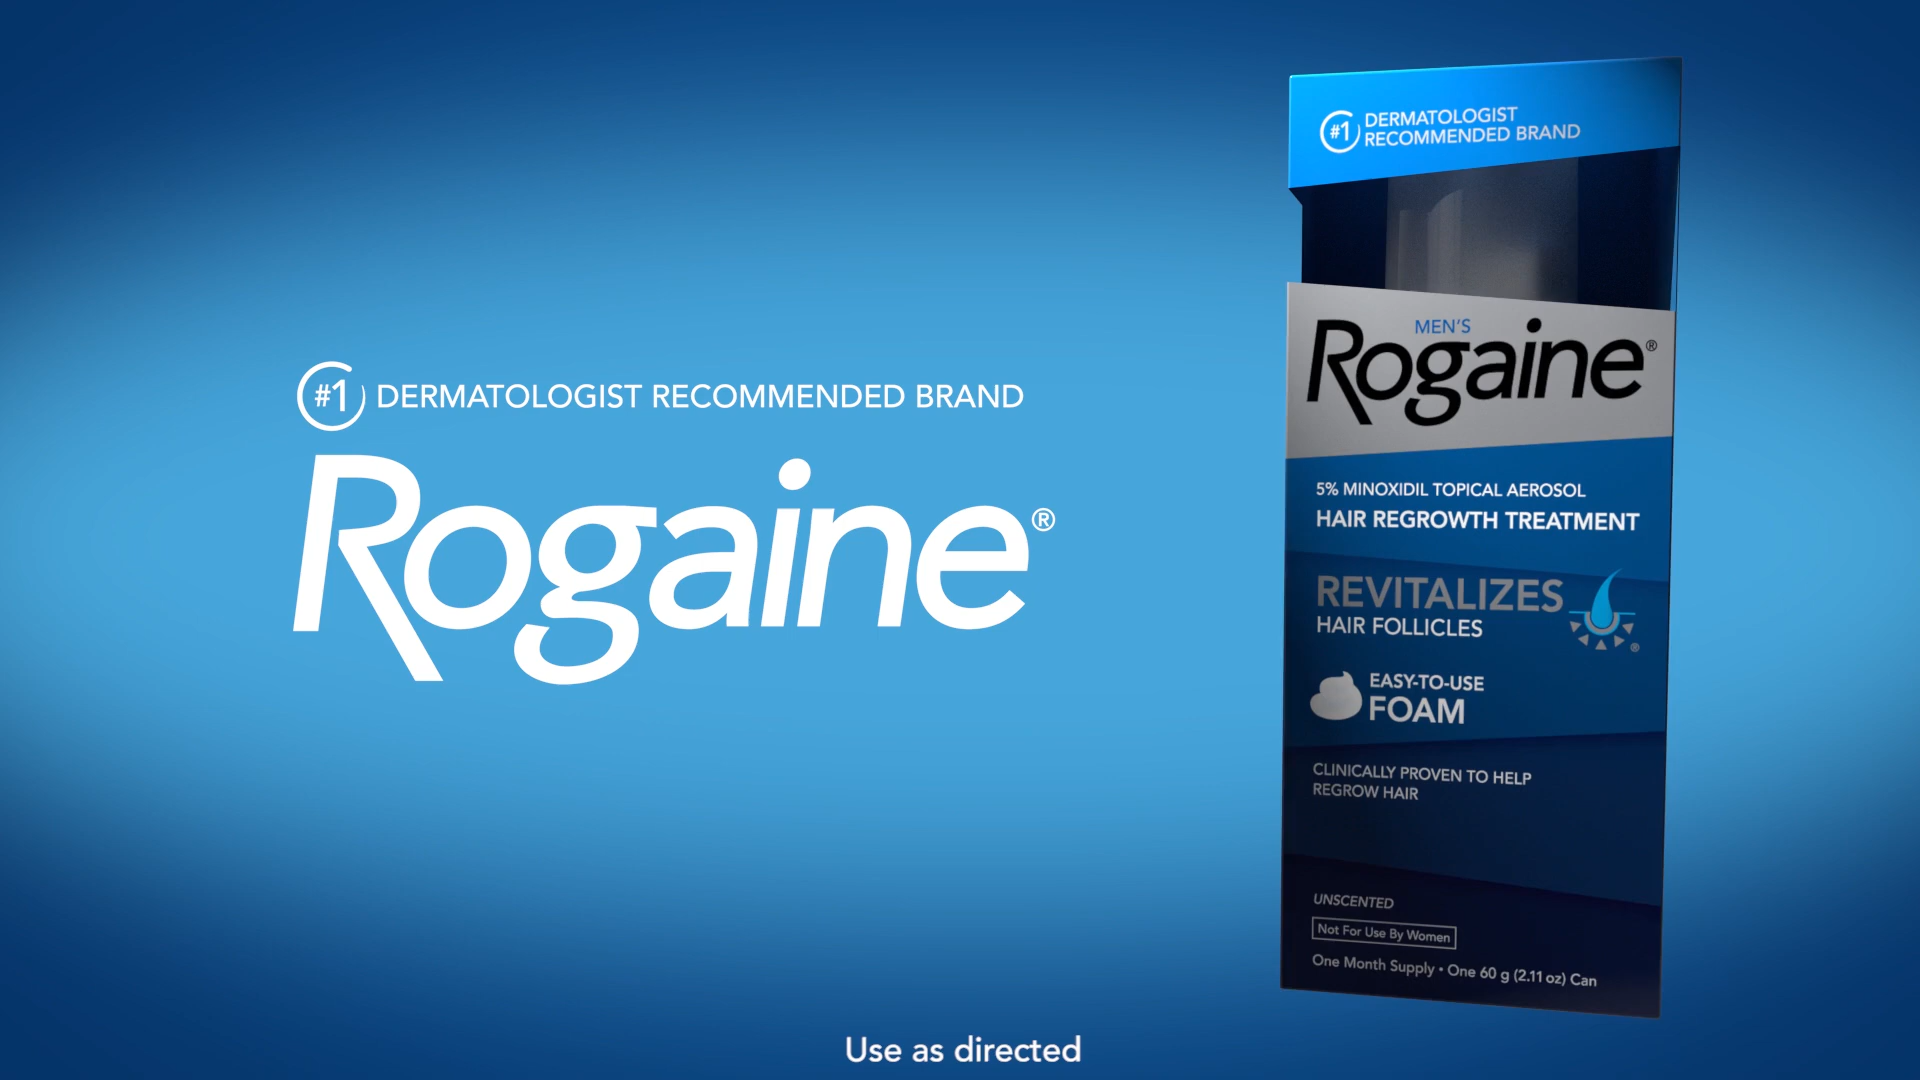 #1 DERMATOLOGIST RECOMMENDED BRAND
Rogaine®
#1 DERMATOLOGIST
RECOMMENDED BRAND
MEN'S
Rogaine®
5% MINOXIDIL TOPICAL AEROSOL
HAIR REGROWTH TREATMENT
REVITALIZES
HAIR FOLLICLES
®
EASY-TO-USE
FOAM
CLINICALLY PROVEN TO HELP
REGROW HAIR
UNSCENTED
Not For Use By Women
One Month Supply • One 60 g (2.11 oz) Can
Use as directed